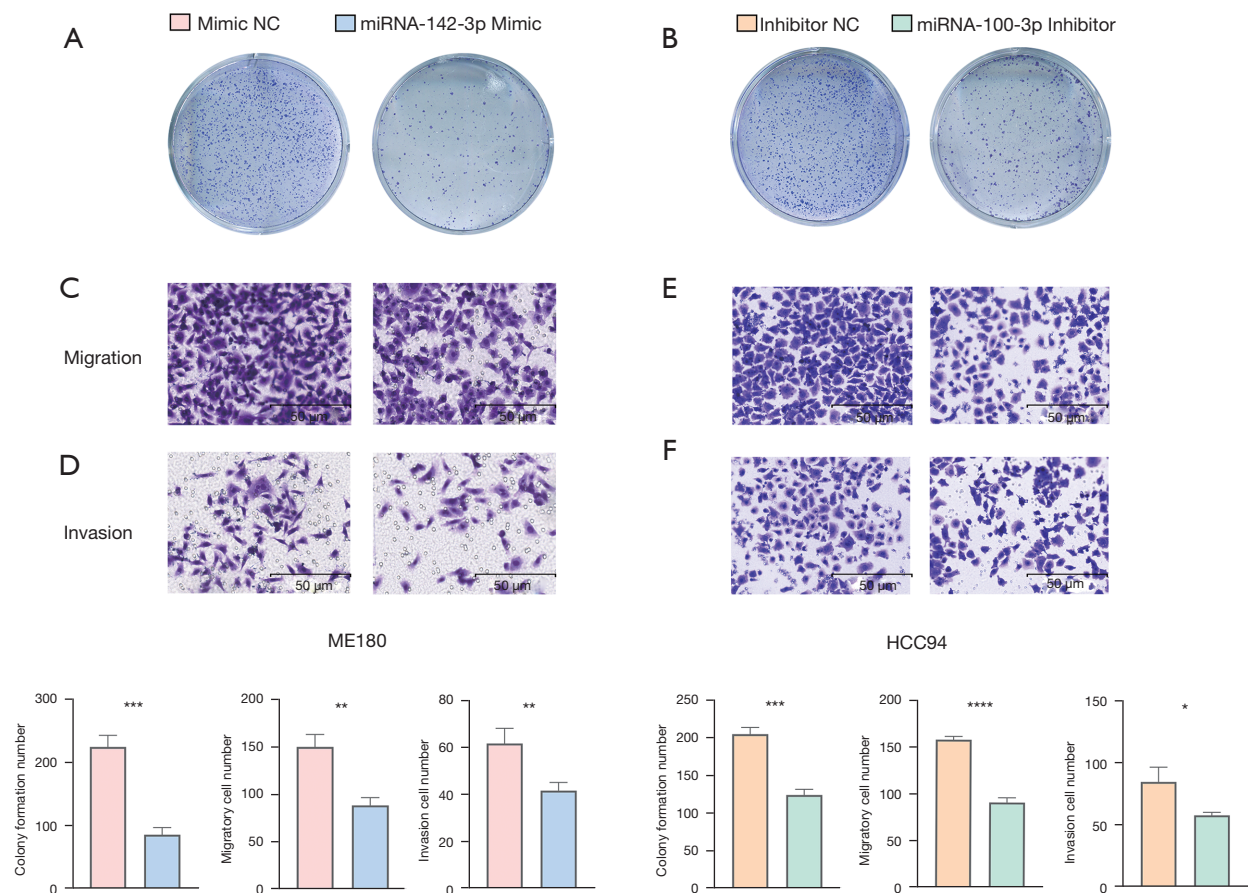 A
Mimic NC
miRNA-142-3p Mimic
B
Inhibitor NC
miRNA-100-3p Inhibitor
C
Migration
50 μm
50 μm
E
50 μm
50 μm
D
Invasion
50 μm
50 μm
F
50 μm
50 μm
ME180
HCC94
Colony formation number
300
200
100
0
***
Migratory cell number
200
150
100
50
0
**
Invasion cell number
80
60
40
20
0
**
Colony formation number
250
200
150
100
50
0
***
Migratory cell number
200
150
100
50
0
****
Invasion cell number
150
100
50
0
*